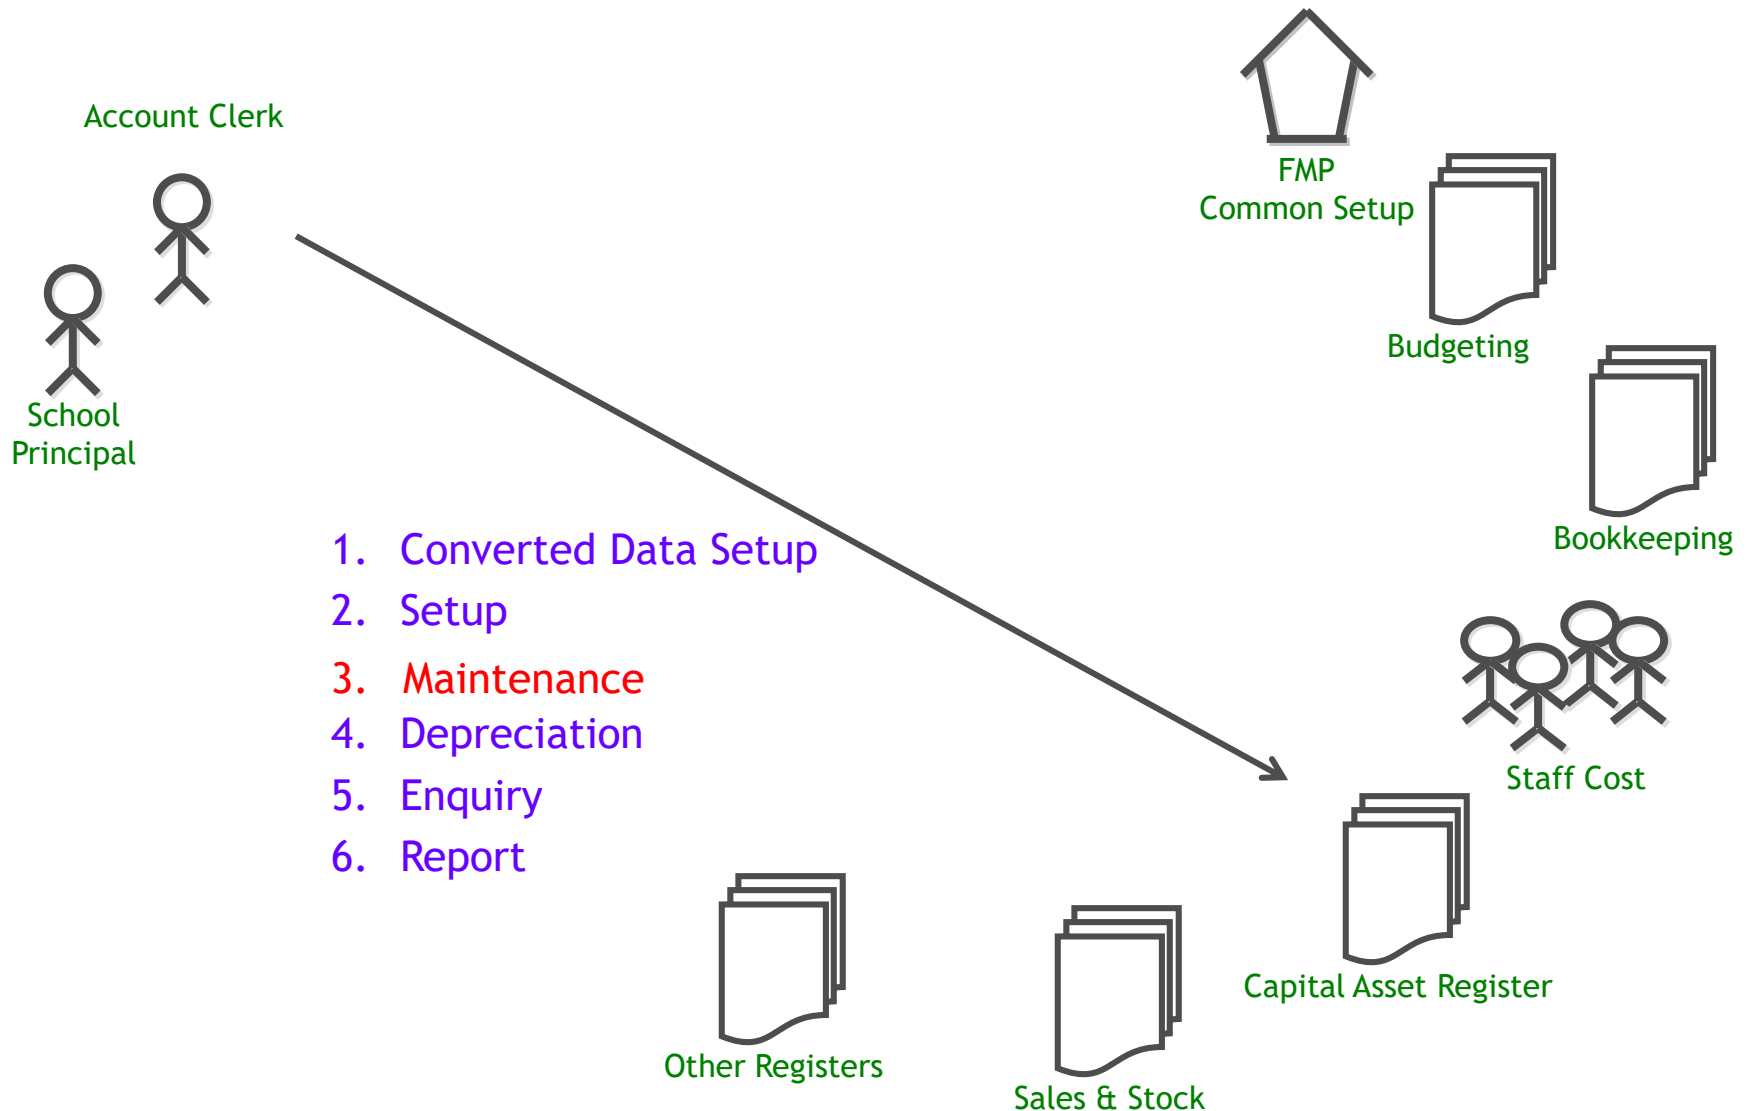 Account Clerk
School
Principal
FMP
Common Setup
Budgeting
Bookkeeping
1. Converted Data Setup
2. Setup
3. Maintenance
4. Depreciation
5. Enquiry
6. Report
Staff Cost
Capital Asset Register
Other Registers
Sales & Stock